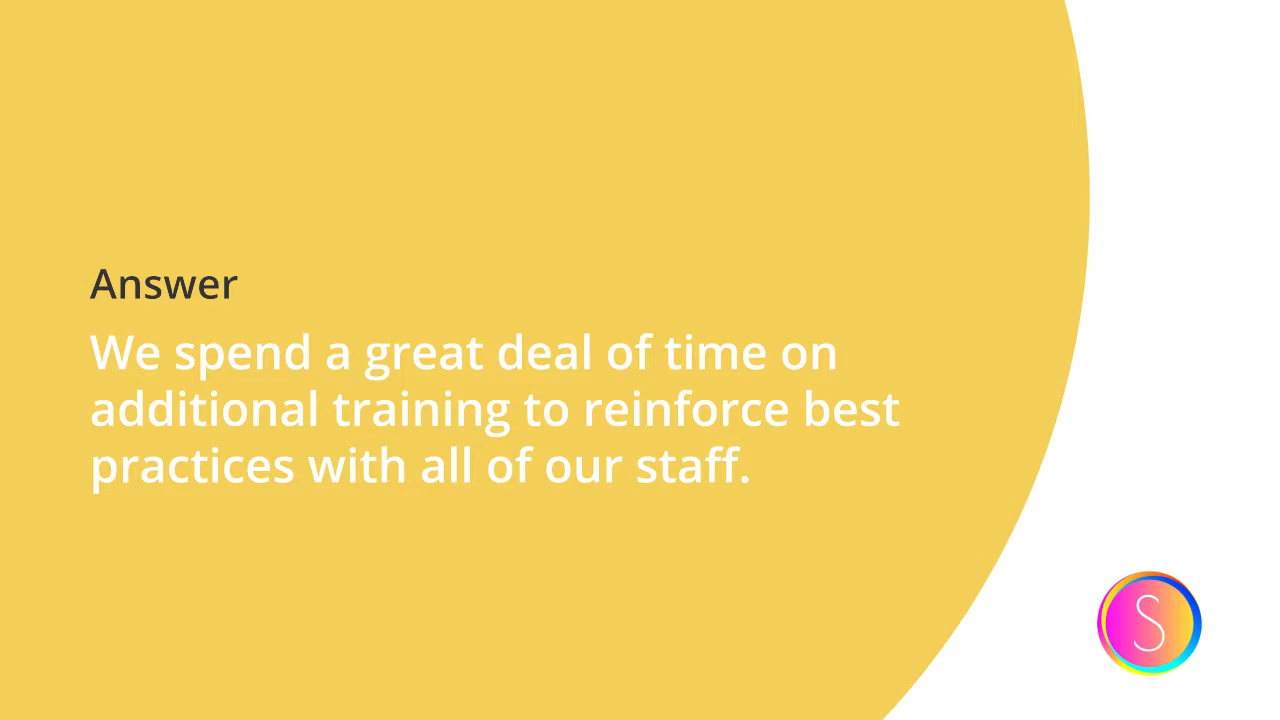 Answer
We spend a great deal of time on
additional training to reinforce best
practices with all of our staff.
S